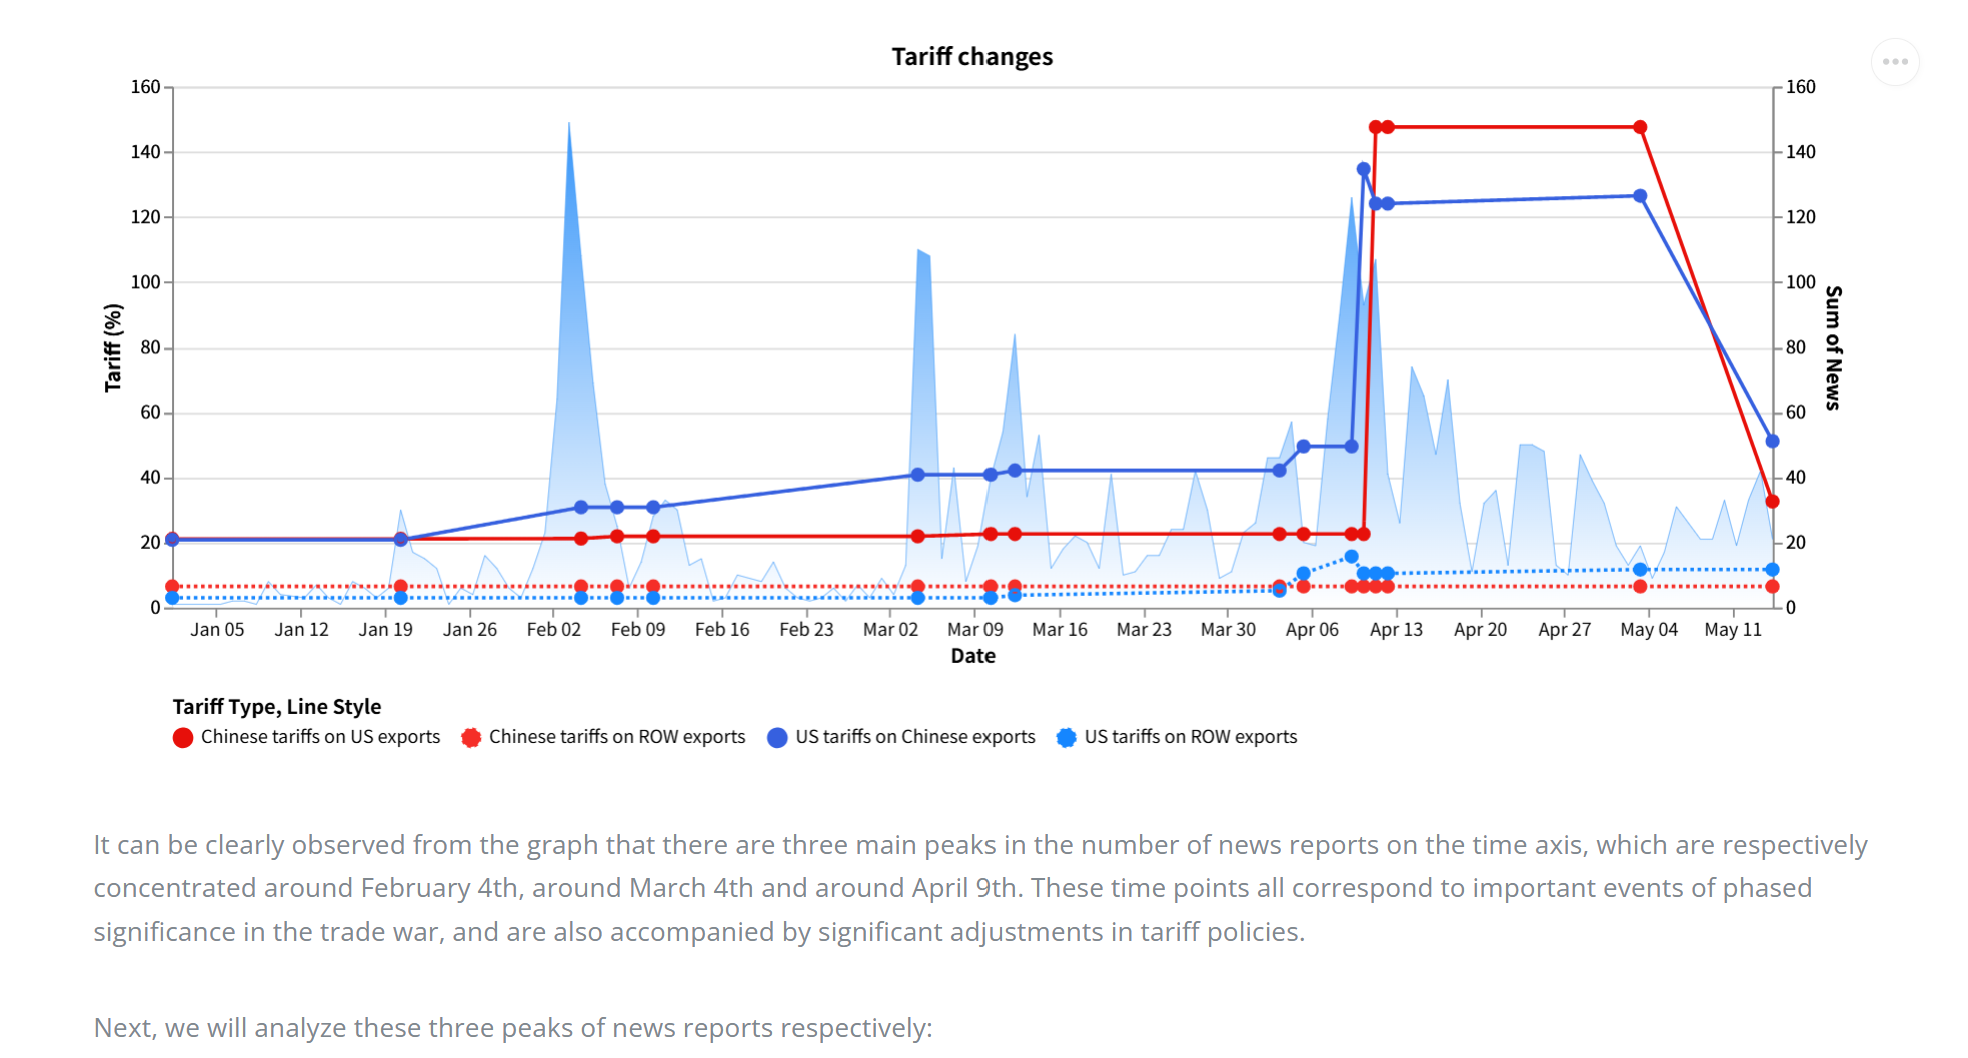 Tariff changes
160 160
140 140
120 120
100 100
80 80
60 60
40 40
20 20
0 0
Tariff (%)
Sum of News
Jan 05 Jan 12 Jan 19 Jan 26 Feb 02 Feb 09 Feb 16 Feb 23 Mar 02 Mar 09 Mar 16 Mar 23 Mar 30 Apr 06 Apr 13 Apr 20 Apr 27 May 04 May 11
Date
Tariff Type, Line Style
Chinese tariffs on US exports Chinese tariffs on ROW exports US tariffs on Chinese exports US tariffs on ROW exports
It can be clearly observed from the graph that there are three main peaks in the number of news reports on the time axis, which are respectively
concentrated around February 4th, around March 4th and around April 9th. These time points all correspond to important events of phased
significance in the trade war, and are also accompanied by significant adjustments in tariff policies.
Next, we will analyze these three peaks of news reports respectively: